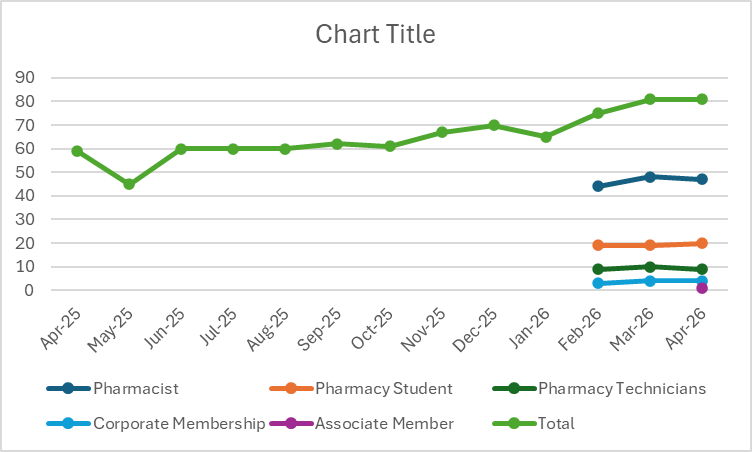 Chart Title
90
80
70
60
50
40
30
20
10
0
Apr-25 May-25 Jun-25 Jul-25 Aug-25 Sep-25 Oct-25 Nov-25 Dec-25 Jan-26 Feb-26 Mar-26 Apr-26
Pharmacist Pharmacy Student Pharmacy Technicians
Corporate Membership Associate Member Total